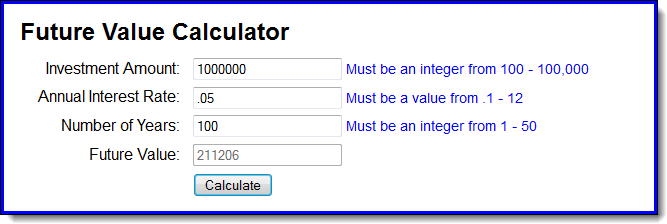 Future Value Calculator
Investment Amount: 1000000 Must be an integer from 100 - 100,000
Annual Interest Rate: .05 Must be a value from .1 - 12
Number of Years: 100 Must be an integer from 1 - 50
Future Value: 211206
Calculate